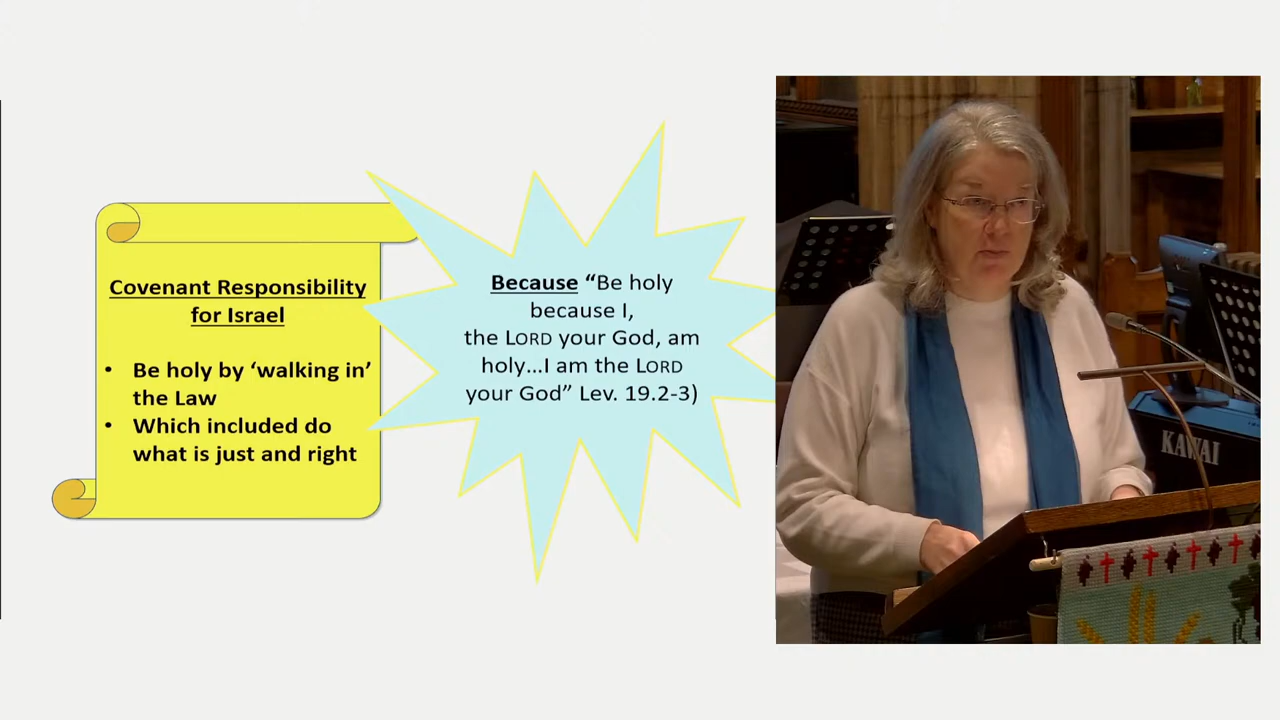 Covenant Responsibility
for Israel
• Be holy by ‘walking in’
the Law
• Which included do
what is just and right
Because “Be holy
because I,
the LORD your God, am
holy...I am the LORD
your God” Lev. 19.2-3)
KAWAI